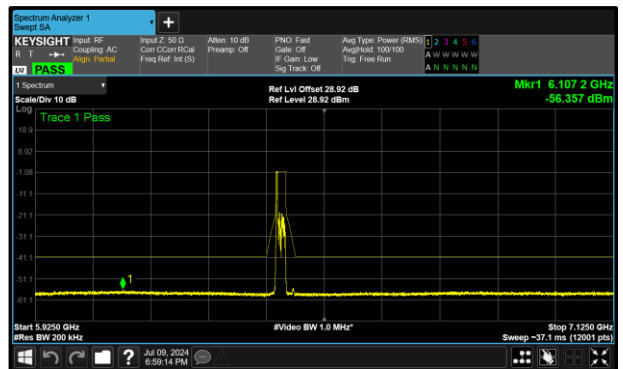 Spectrum Analyzer 1
Swept SA
KEYSIGHT
R T
PASS
Input: RF
Coupling: AC
Align: Partial
Input Z: 50 Ω
Corr CCorr RCal
Freq Ref: Int (S)
Atten: 10 dB
Preamp: Off
PNO: Fast
Gate: Off
IF Gain: Low
Sig Track: Off
Avg Type: Power (RMS)
Avg|Hold: 100/100
Trig: Free Run
1 2 3 4 5 6
A W W W W W
A N N N N N
1 Spectrum
Scale/Div 10 dB
Ref Lvl Offset 28.92 dB
Ref Level 28.92 dBm
Mkr1 6.107 2 GHz
-56.357 dBm
Log
Trace 1 Pass
18.9
8.92
-1.08
-11.1
-21.1
-31.1
-41.1
-51.1
-61.1
1
Start 5.9250 GHz
#Res BW 200 kHz
#Video BW 1.0 MHz*
Stop 7.1250 GHz
Sweep ~37.1 ms (12001 pts)
?
Jul 09, 2024
6:59:14 PM